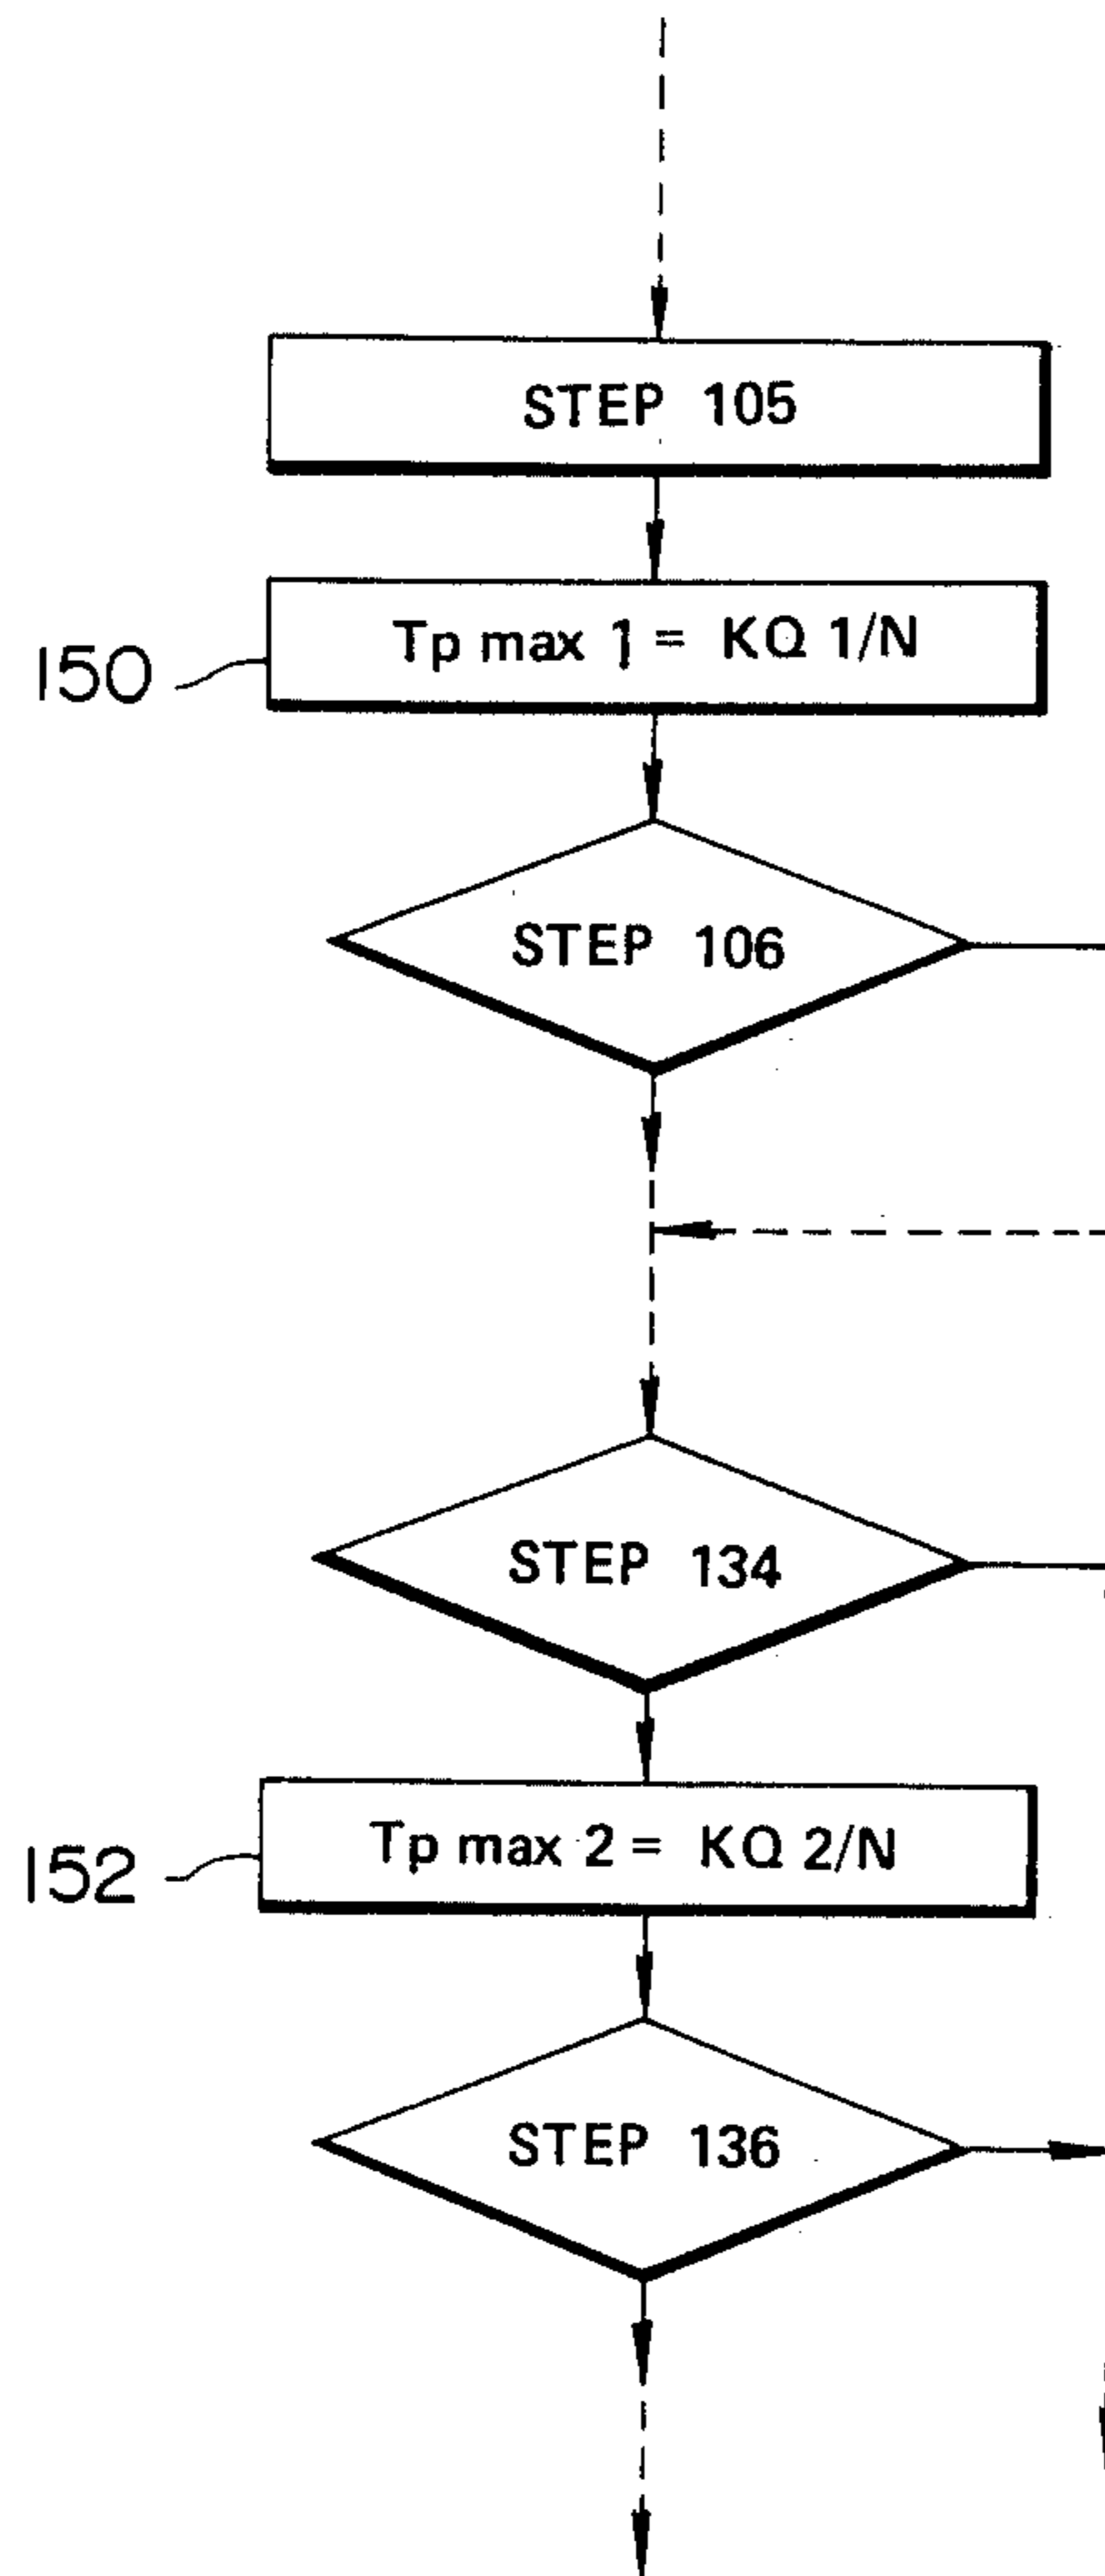 STEP 105
150
Tp max 1 = KQ 1/N
STEP 106
STEP 134
152
Tp max 2 = KQ 2/N
STEP 136